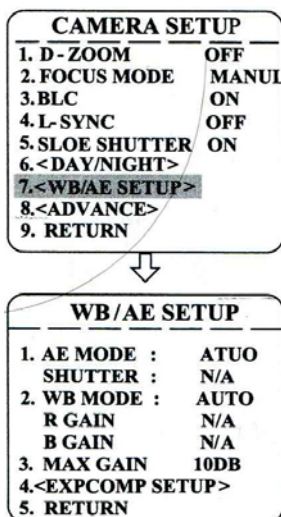 CAMERA SETUP
1. D-ZOOM OFF
2. FOCUS MODE MANUL
3.BLC ON
4.L-SYNC OFF
5.SLOE SHUTTER ON
6.<DAY/NIGHT>
7.<WB/AE SETUP>
8.<ADVANCE>
9. RETURN
WB/AE SETUP
1. AE MODE : ATUO
SHUTTER : N/A
2. WB MODE : AUTO
R GAIN N/A
B GAIN N/A
3. MAX GAIN 10DB
4.<EXPCOMP SETUP>
5. RETURN